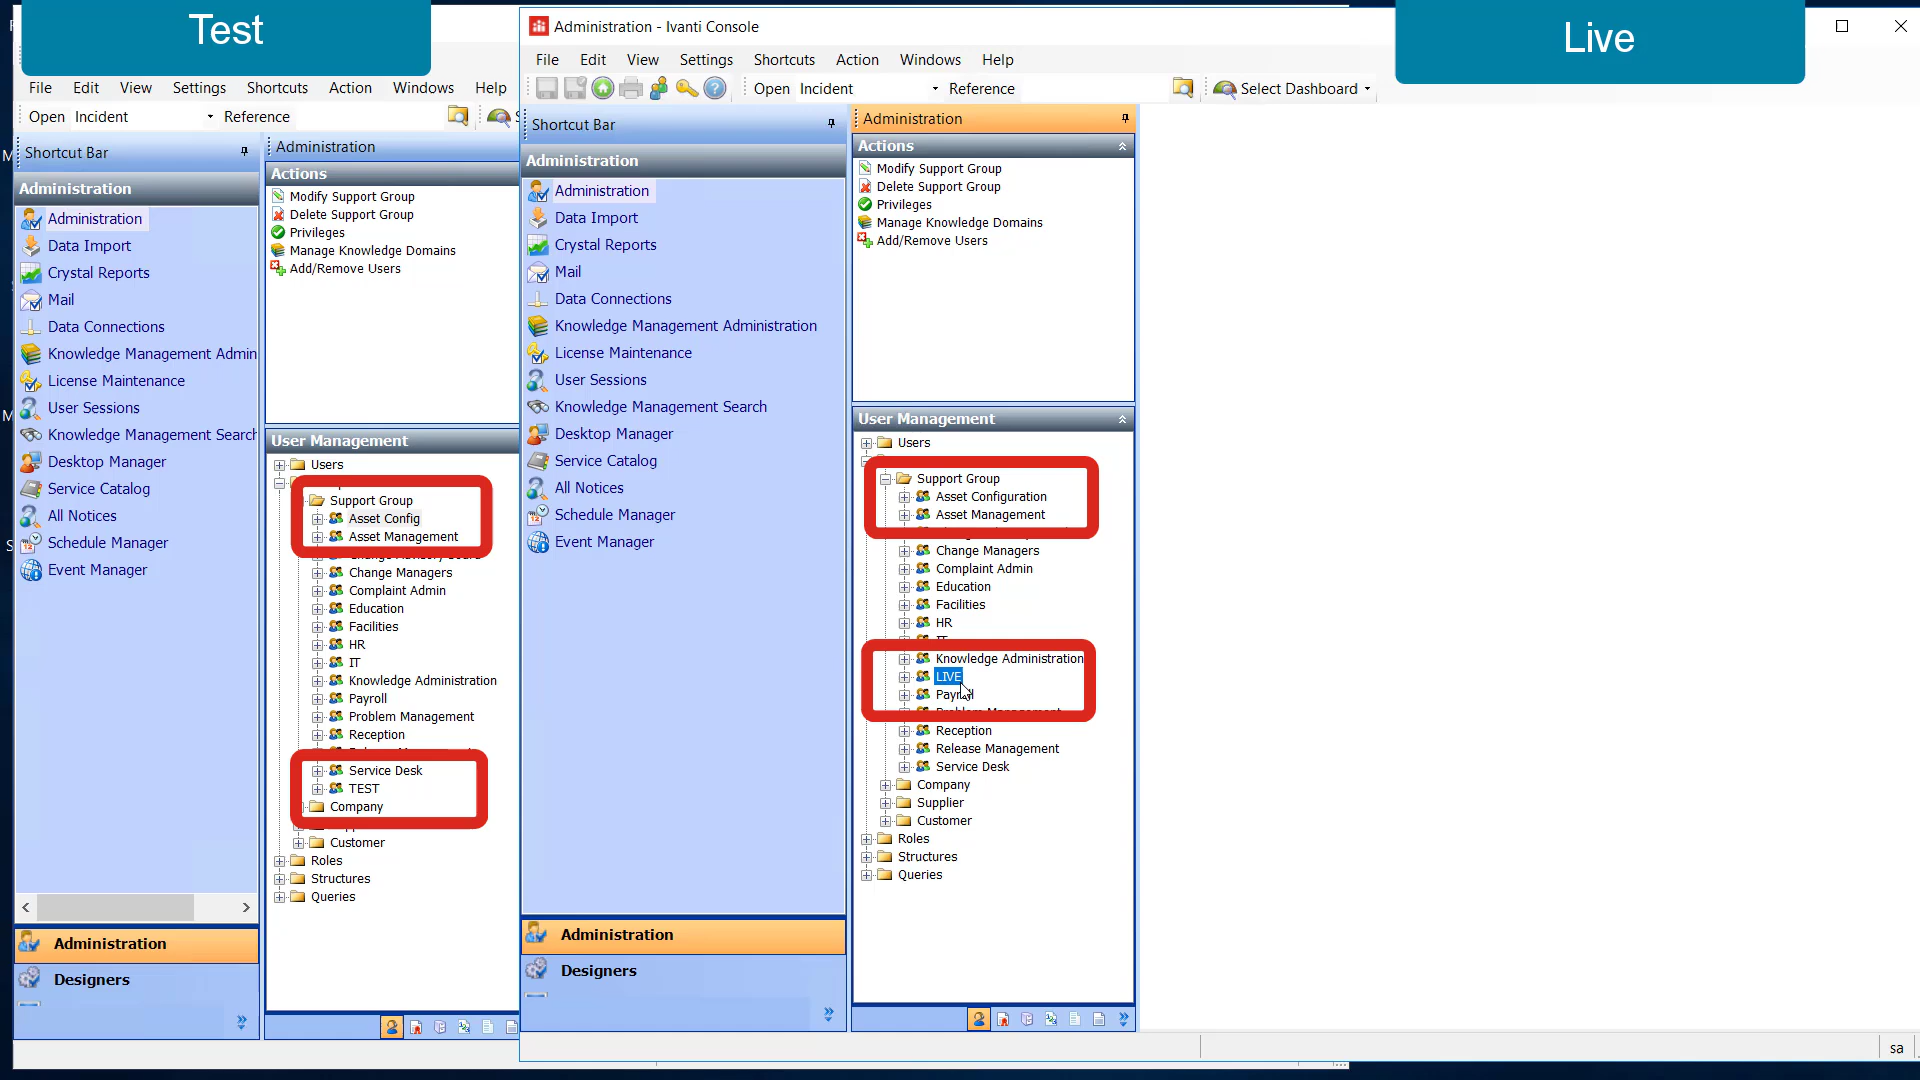 Test
File Edit View Settings Shortcuts Action Windows Help
Open Incident Reference
Shortcut Bar
Administration
Administration
Data Import
Crystal Reports
Mail
Data Connections
Knowledge Management Admin
License Maintenance
User Sessions
Knowledge Management Search
Desktop Manager
Service Catalog
All Notices
Schedule Manager
Event Manager
Administration
Designers
Administration
Actions
Modify Support Group
Delete Support Group
Privileges
Manage Knowledge Domains
Add/Remove Users
User Management
Users
Support Group
Asset Config
Asset Management
Change Advisory Board
Change Managers
Complaint Admin
Education
Facilities
HR
IT
Knowledge Administration
Payroll
Problem Management
Reception
Release Management
Service Desk
TEST
Company
Customer
Roles
Structures
Queries
Live
Administration - Ivanti Console
File Edit View Settings Shortcuts Action Windows Help
Open Incident Reference Select Dashboard
Shortcut Bar
Administration
Administration
Data Import
Crystal Reports
Mail
Data Connections
Knowledge Management Administration
License Maintenance
User Sessions
Knowledge Management Search
Desktop Manager
Service Catalog
All Notices
Schedule Manager
Event Manager
Administration
Designers
Administration
Actions
Modify Support Group
Delete Support Group
Privileges
Manage Knowledge Domains
Add/Remove Users
User Management
Users
Support Group
Asset Configuration
Asset Management
Change Managers
Complaint Admin
Education
Facilities
HR
IT
Knowledge Administration
LIVE
Payroll
Problem Management
Reception
Release Management
Service Desk
Company
Supplier
Customer
Roles
Structures
Queries
sa